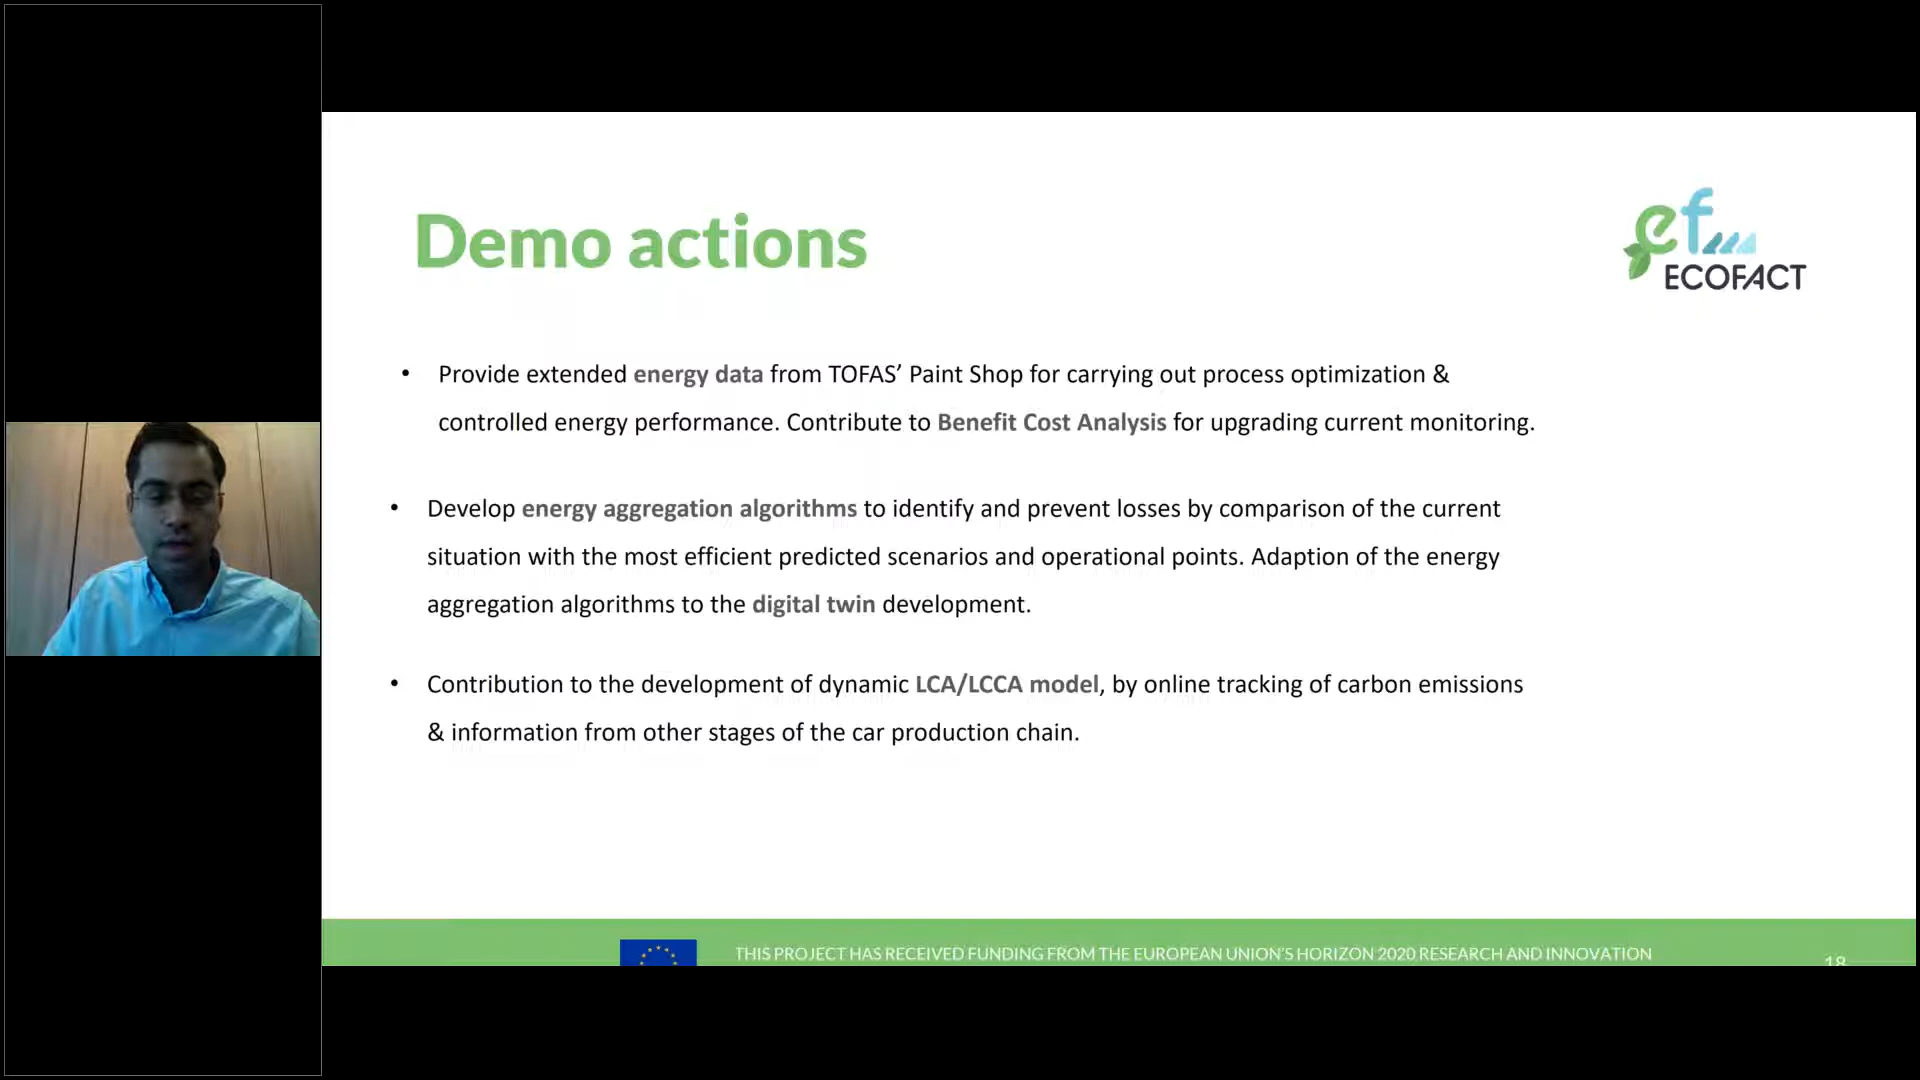 Demo actions
ef
ECOFACT
• Provide extended energy data from TOFAS’ Paint Shop for carrying out process optimization &
controlled energy performance. Contribute to Benefit Cost Analysis for upgrading current monitoring.
• Develop energy aggregation algorithms to identify and prevent losses by comparison of the current
situation with the most efficient predicted scenarios and operational points. Adaption of the energy
aggregation algorithms to the digital twin development.
• Contribution to the development of dynamic LCA/LCCA model, by online tracking of carbon emissions
& information from other stages of the car production chain.
THIS PROJECT HAS RECEIVED FUNDING FROM THE EUROPEAN UNION’S HORIZON 2020 RESEARCH AND INNOVATION
18